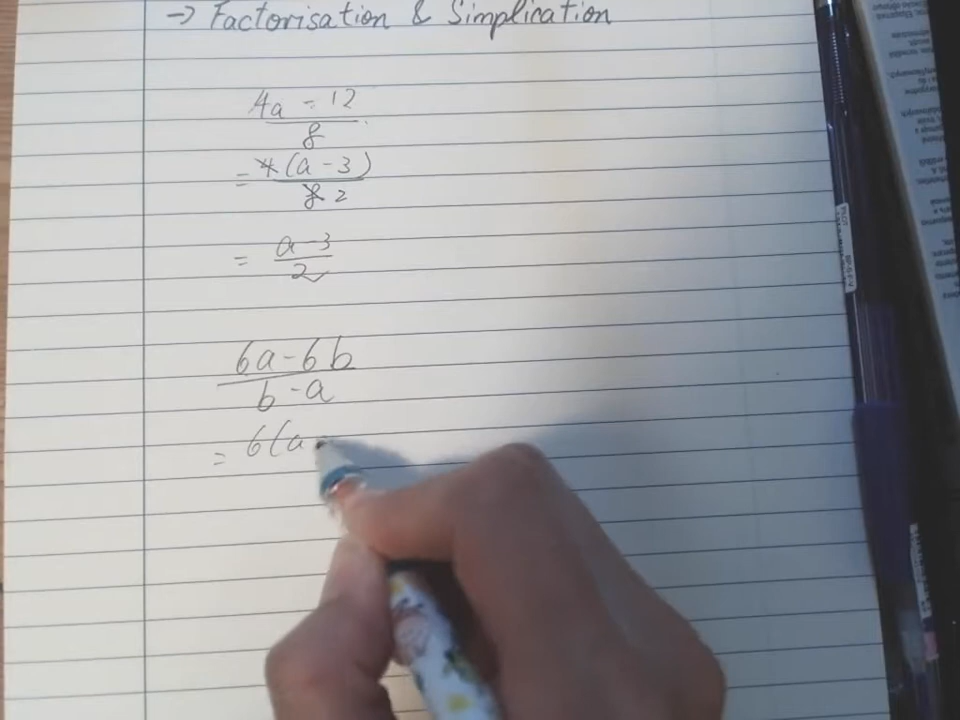 → Factorisation & Simplication
4a - 12
8
= 4 (a - 3)
8 2
= a - 3
2
6a - 6b
b - a
= 6(a -